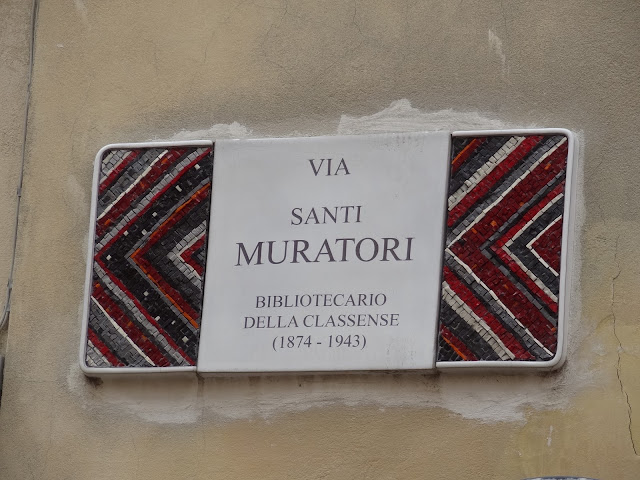 VIA
SANTI
MURATORI
BIBLIOTECARIO
DELLA CLASSENSE
(1874 - 1943)